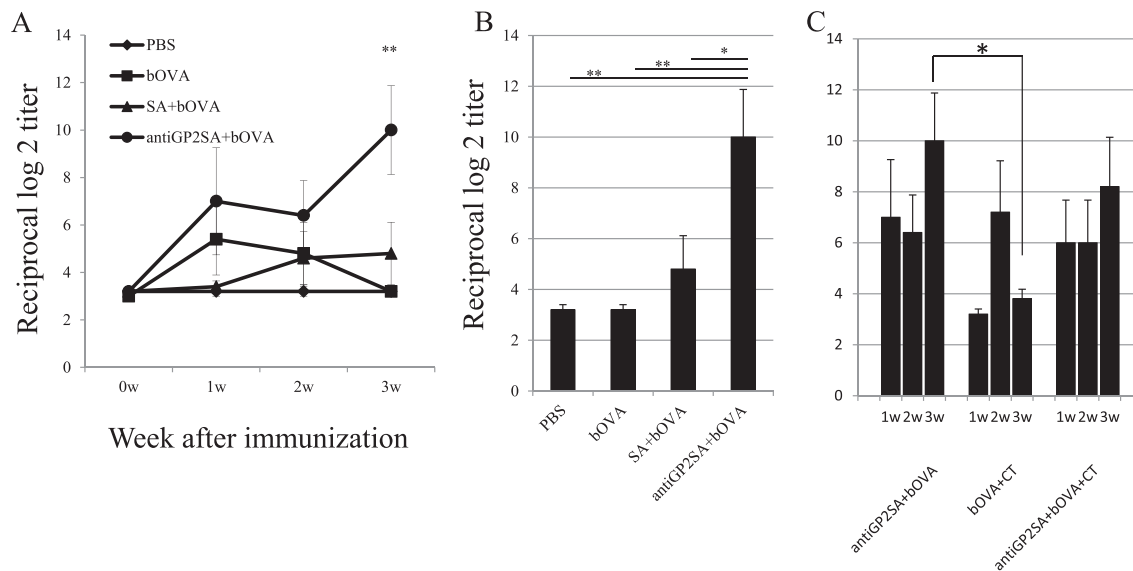 A
Reciprocal log 2 titer
14
12
10
8
6
4
2
0
PBS
bOVA
SA+bOVA
antiGP2SA+bOVA
**
0w 1w 2w 3w
Week after immunization
B
Reciprocal log 2 titer
14
12
10
8
6
4
2
0
*
**
**
PBS
bOVA
SA+bOVA
antiGP2SA+bOVA
C
14
12
10
8
6
4
2
0
*
1w 2w 3w 1w 2w 3w 1w 2w 3w
antiGP2SA+bOVA
bOVA+CT
antiGP2SA+bOVA+CT